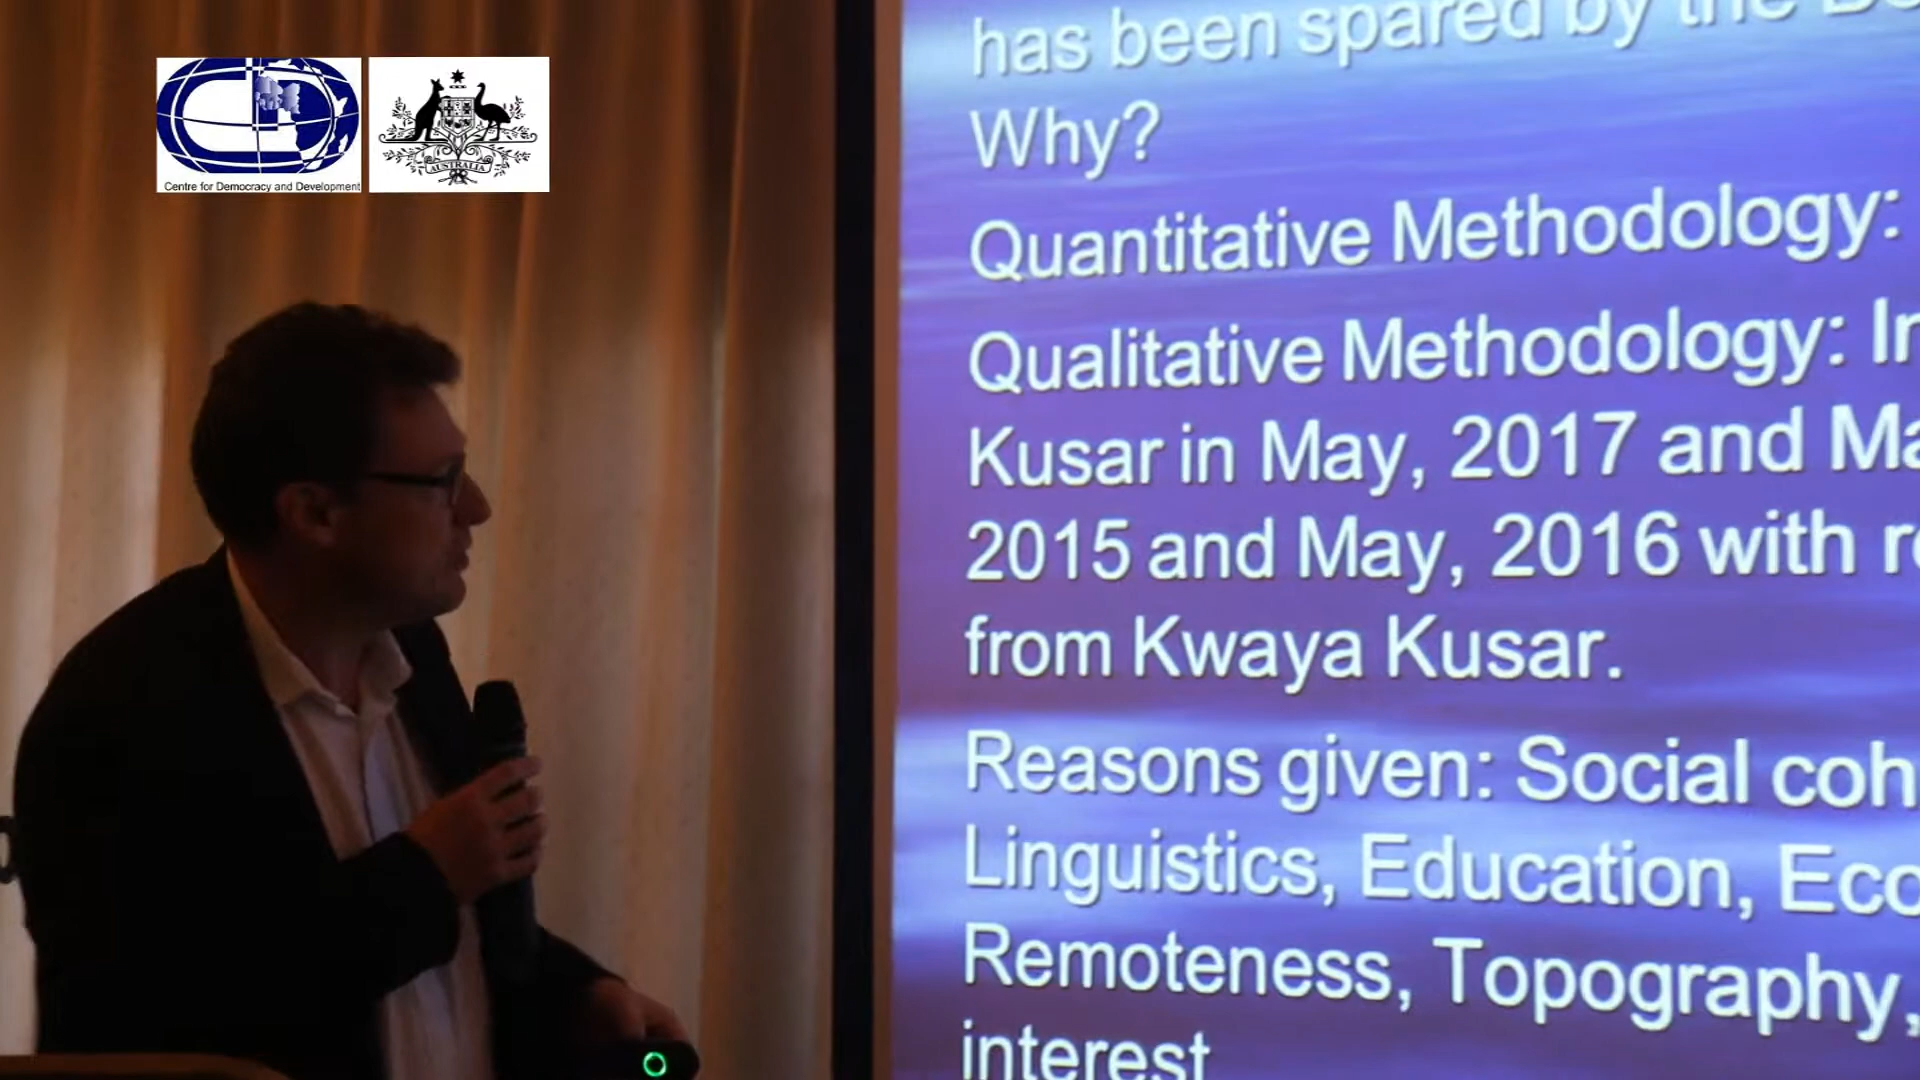 Centre for Democracy and Development
AUSTRALIA
has been spared by the
Why?
Quantitative Methodology:
Qualitative Methodology:
Kusar in May, 2017 and
2015 and May, 2016 with
from Kwaya Kusar.
Reasons given: Social
Linguistics, Education,
Remoteness, Topography,
interest